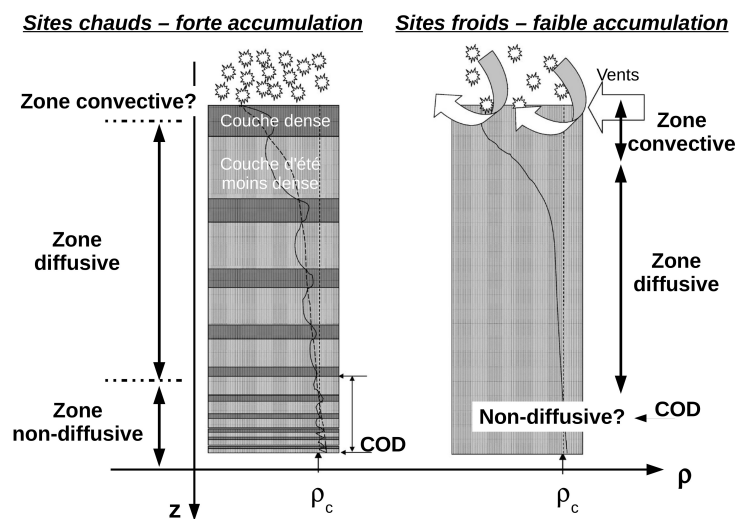 Sites chauds – forte accumulation
Sites froids – faible accumulation
Vents
Zone convective?
Couche dense
Zone
convective
Couche d'été
moins dense
Zone
diffusive
Zone
diffusive
Zone
non-diffusive
COD
Non-diffusive?
COD
ρ
z
ρc
ρc